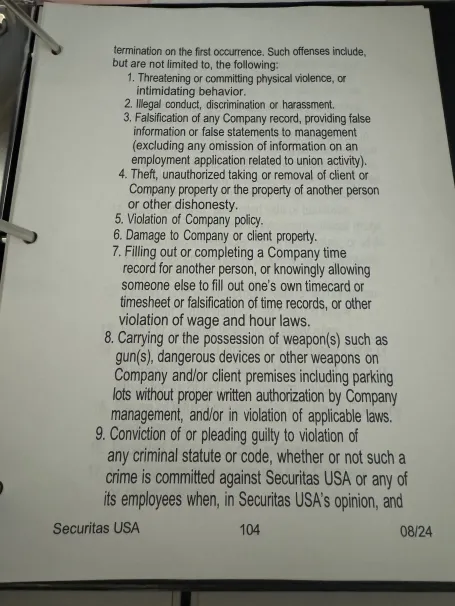 termination on the first occurrence. Such offenses include,
but are not limited to, the following:
1. Threatening or committing physical violence, or
intimidating behavior.
2. Illegal conduct, discrimination or harassment.
3. Falsification of any Company record, providing false
information or false statements to management
(excluding any omission of information on an
employment application related to union activity).
4. Theft, unauthorized taking or removal of client or
Company property or the property of another person
or other dishonesty.
5. Violation of Company policy.
6. Damage to Company or client property.
7. Filling out or completing a Company time
record for another person, or knowingly allowing
someone else to fill out one's own timecard or
timesheet or falsification of time records, or other
violation of wage and hour laws.
8. Carrying or the possession of weapon(s) such as
gun(s), dangerous devices or other weapons on
Company and/or client premises including parking
lots without proper written authorization by Company
management, and/or in violation of applicable laws.
9. Conviction of or pleading guilty to violation of
any criminal statute or code, whether or not such a
crime is committed against Securitas USA or any of
its employees when, in Securitas USA's opinion, and
Securitas USA 104 08/24